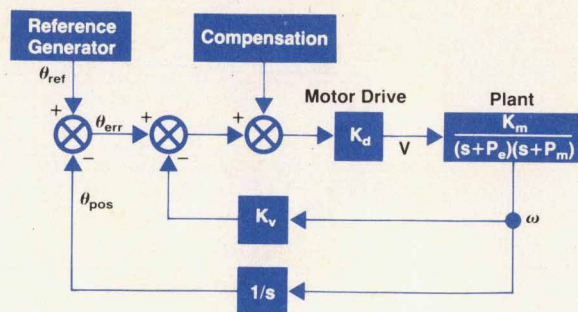 Reference
Generator
Compensation
θref
Motor Drive
Plant
+
θerr
+
+
Kd
V
Km
(s+Pe)(s+Pm)
−
−
θpos
Kv
ω
1/s